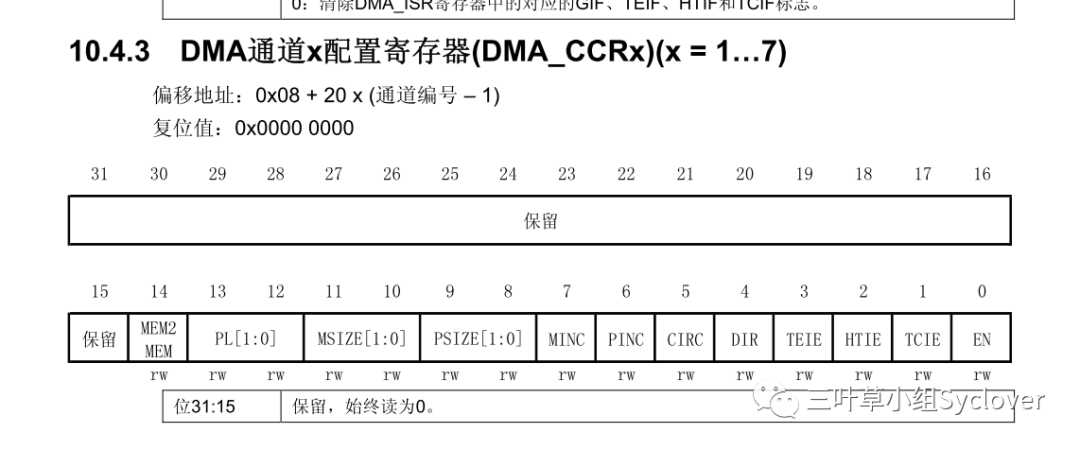 0：清除DMA_ISR寄存器中的对应的GIF、TEIF、HTIF和TCIF标志。
10.4.3 DMA通道x配置寄存器(DMA_CCRx)(x = 1…7)
偏移地址：0x08 + 20 x (通道编号 – 1)
复位值：0x0000 0000
31 30 29 28 27 26 25 24 23 22 21 20 19 18 17 16
保留
15 14 13 12 11 10 9 8 7 6 5 4 3 2 1 0
保留 MEM2 MEM PL[1:0] MSIZE[1:0] PSIZE[1:0] MINC PINC CIRC DIR TEIE HTIE TCIE EN
rw rw rw rw rw rw rw rw rw rw rw rw rw rw rw
位31:15 保留，始终读为0。
三叶草小组Syclover